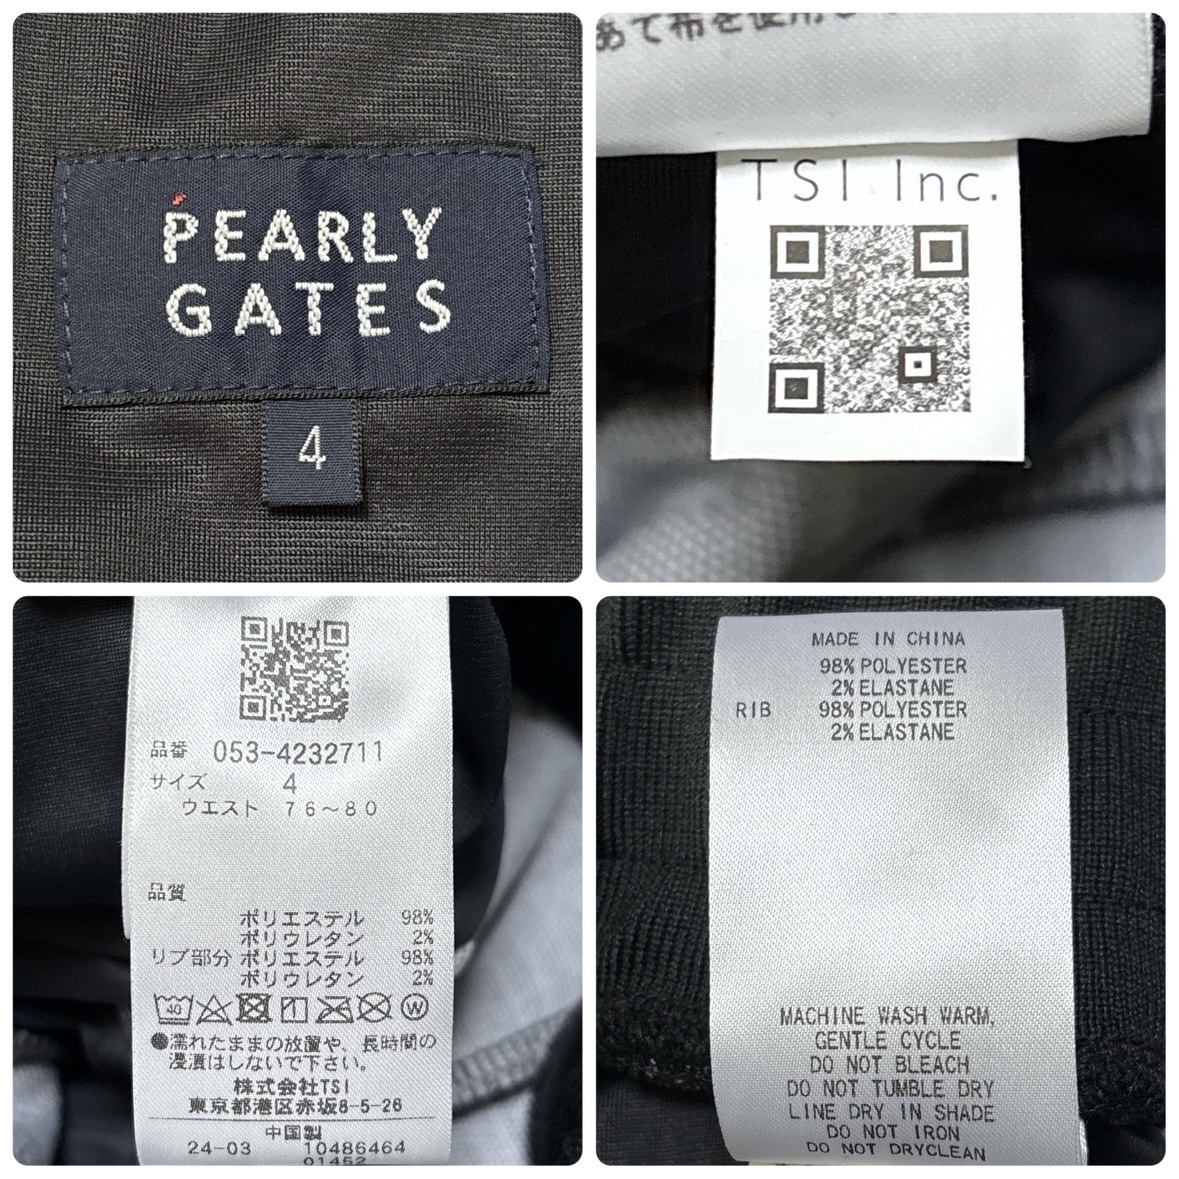 PEARLY
GATES
4
あて布を使用し
TSI Inc.
品番 053-4232711
サイズ 4
ウエスト 76～80
品質
ポリエステル 98%
ポリウレタン 2%
リブ部分 ポリエステル 98%
ポリウレタン 2%
40 W
●濡れたままの放置や、長時間の
浸漬はしないで下さい。
株式会社TSI
東京都港区赤坂8-5-26
中国製
24-03 10486464
01452
MADE IN CHINA
98% POLYESTER
2% ELASTANE
RIB 98% POLYESTER
2% ELASTANE
MACHINE WASH WARM,
GENTLE CYCLE
DO NOT BLEACH
DO NOT TUMBLE DRY
LINE DRY IN SHADE
DO NOT IRON
DO NOT DRYCLEAN